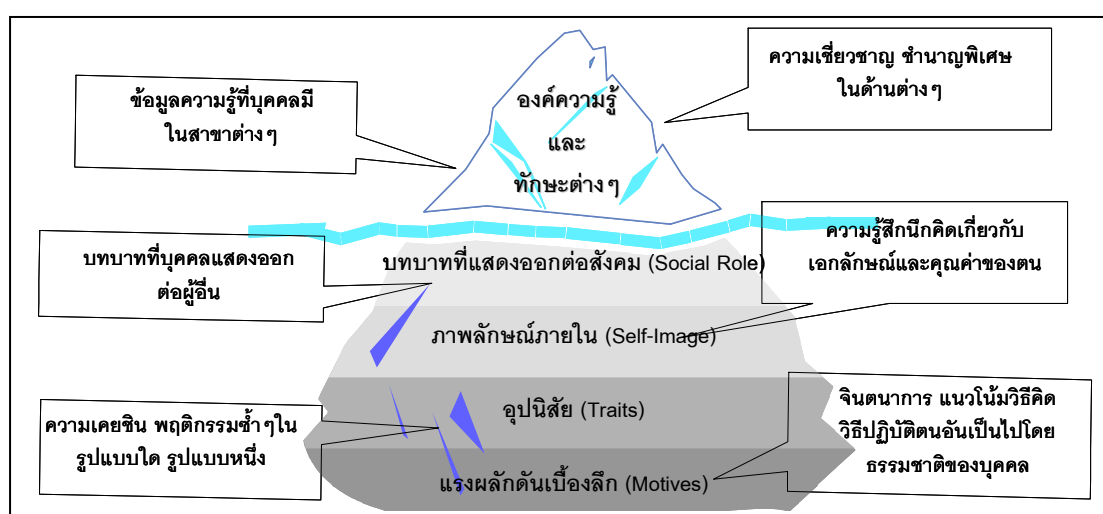 ความเชี่ยวชาญ ชำนาญพิเศษ
ในด้านต่างๆ
ข้อมูลความรู้ที่บุคคลมี
ในสาขาต่างๆ
องค์ความรู้
และ
ทักษะต่างๆ
ความรู้สึกนึกคิดเกี่ยวกับ
เอกลักษณ์และคุณค่าของตน
บทบาทที่บุคคลแสดงออก
ต่อผู้อื่น
บทบาทที่แสดงออกต่อสังคม (Social Role)
ภาพลักษณ์ภายใน (Self-Image)
อุปนิสัย (Traits)
จินตนาการ แนวโน้มวิธีคิด
วิธีปฏิบัติตนอันเป็นไปโดย
ธรรมชาติของบุคคล
ความเคยชิน พฤติกรรมซ้ำๆใน
รูปแบบใด รูปแบบหนึ่ง
แรงผลักดันเบื้องลึก (Motives)